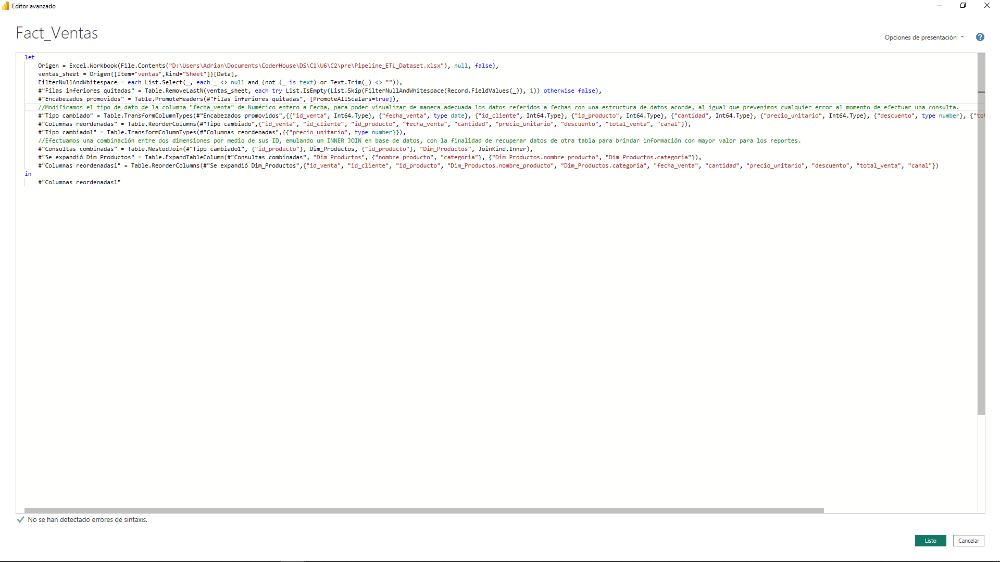 Editor avanzado
Fact_Ventas
Opciones de presentación
?
let
Origen = Excel.Workbook(File.Contents("D:\Users\Adrian\Documents\CoderHouse\DS\C1\U6\C2\pre\Pipeline_ETL_Dataset.xlsx"), null, false),
ventas_sheet = Origen{[Item="ventas",Kind="Sheet"]}[Data],
FilterNullAndWhitespace = each List.Select(_, each _ <> null and (not (_ is text) or Text.Trim(_) <> "")),
#"Filas inferiores quitadas" = Table.RemoveLastN(ventas_sheet, each try List.IsEmpty(List.Skip(FilterNullAndWhitespace(Record.FieldValues(_)), 1)) otherwise false),
#"Encabezados promovidos" = Table.PromoteHeaders(#"Filas inferiores quitadas", [PromoteAllScalars=true]),
//Modificamos el tipo de dato de la columna "fecha_venta" de Numérico entero a Fecha, para poder visualizar de manera adecuada los datos referidos a fechas con una estructura de datos acorde, al igual que prevenimos cualquier error al momento de efectuar una consulta.
#"Tipo cambiado" = Table.TransformColumnTypes(#"Encabezados promovidos",{{"id_venta", Int64.Type}, {"fecha_venta", type date}, {"id_cliente", Int64.Type}, {"id_producto", Int64.Type}, {"cantidad", Int64.Type}, {"precio_unitario", Int64.Type}, {"descuento", type number}, {"tot
#"Columnas reordenadas" = Table.ReorderColumns(#"Tipo cambiado",{"id_venta", "id_cliente", "id_producto", "fecha_venta", "cantidad", "precio_unitario", "descuento", "total_venta", "canal"}),
#"Tipo cambiado1" = Table.TransformColumnTypes(#"Columnas reordenadas",{{"precio_unitario", type number}}),
//Efectuamos una combinación entre dos dimensiones por medio de sus ID, emulando un INNER JOIN en base de datos, con la finalidad de recuperar datos de otra tabla para brindar información con mayor valor para los reportes.
#"Consultas combinadas" = Table.NestedJoin(#"Tipo cambiado1", {"id_producto"}, Dim_Productos, {"id_producto"}, "Dim_Productos", JoinKind.Inner),
#"Se expandió Dim_Productos" = Table.ExpandTableColumn(#"Consultas combinadas", "Dim_Productos", {"nombre_producto", "categoria"}, {"Dim_Productos.nombre_producto", "Dim_Productos.categoria"}),
#"Columnas reordenadas1" = Table.ReorderColumns(#"Se expandió Dim_Productos",{"id_venta", "id_cliente", "id_producto", "Dim_Productos.nombre_producto", "Dim_Productos.categoria", "fecha_venta", "cantidad", "precio_unitario", "descuento", "total_venta", "canal"})
in
#"Columnas reordenadas1"
No se han detectado errores de sintaxis.
Listo
Cancelar